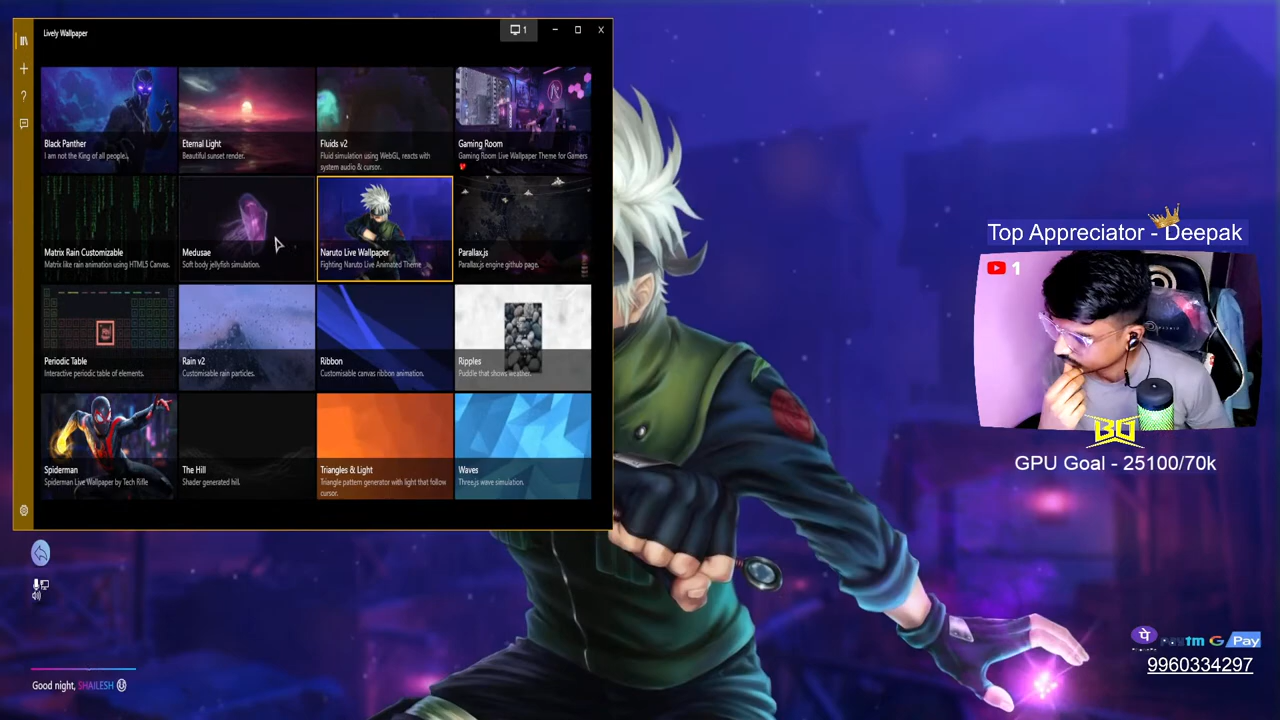 Lively Wallpaper
1
Black Panther
I am not the King of all people.
Eternal Light
Beautiful sunset render.
Fluids v2
Fluid simulation using WebGL, reacts with
system audio & cursor.
Gaming Room
Gaming Room Live Wallpaper Theme for Gamers
Matrix Rain Customizable
Matrix like rain animation using HTML5 Canvas.
Medusae
Soft body jellyfish simulation.
Naruto Live Wallpaper
Fighting Naruto Live Animated Theme
Parallax.js
Parallax.js engine github page.
Periodic Table
Interactive periodic table of elements.
Rain v2
Customisable rain particles.
Ribbon
Customisable canvas ribbon animation.
Ripples
Puddle that shows weather.
Spiderman
Spiderman Live Wallpaper by Tech Rifle
The Hill
Shader generated hill.
Triangles & Light
Triangle pattern generator with light that follow
cursor.
Waves
Three.js wave simulation.
Top Appreciator - Deepak
1
GPU Goal - 25100/70k
पे paytm G Pay
9960334297
Good night, SHAILESH